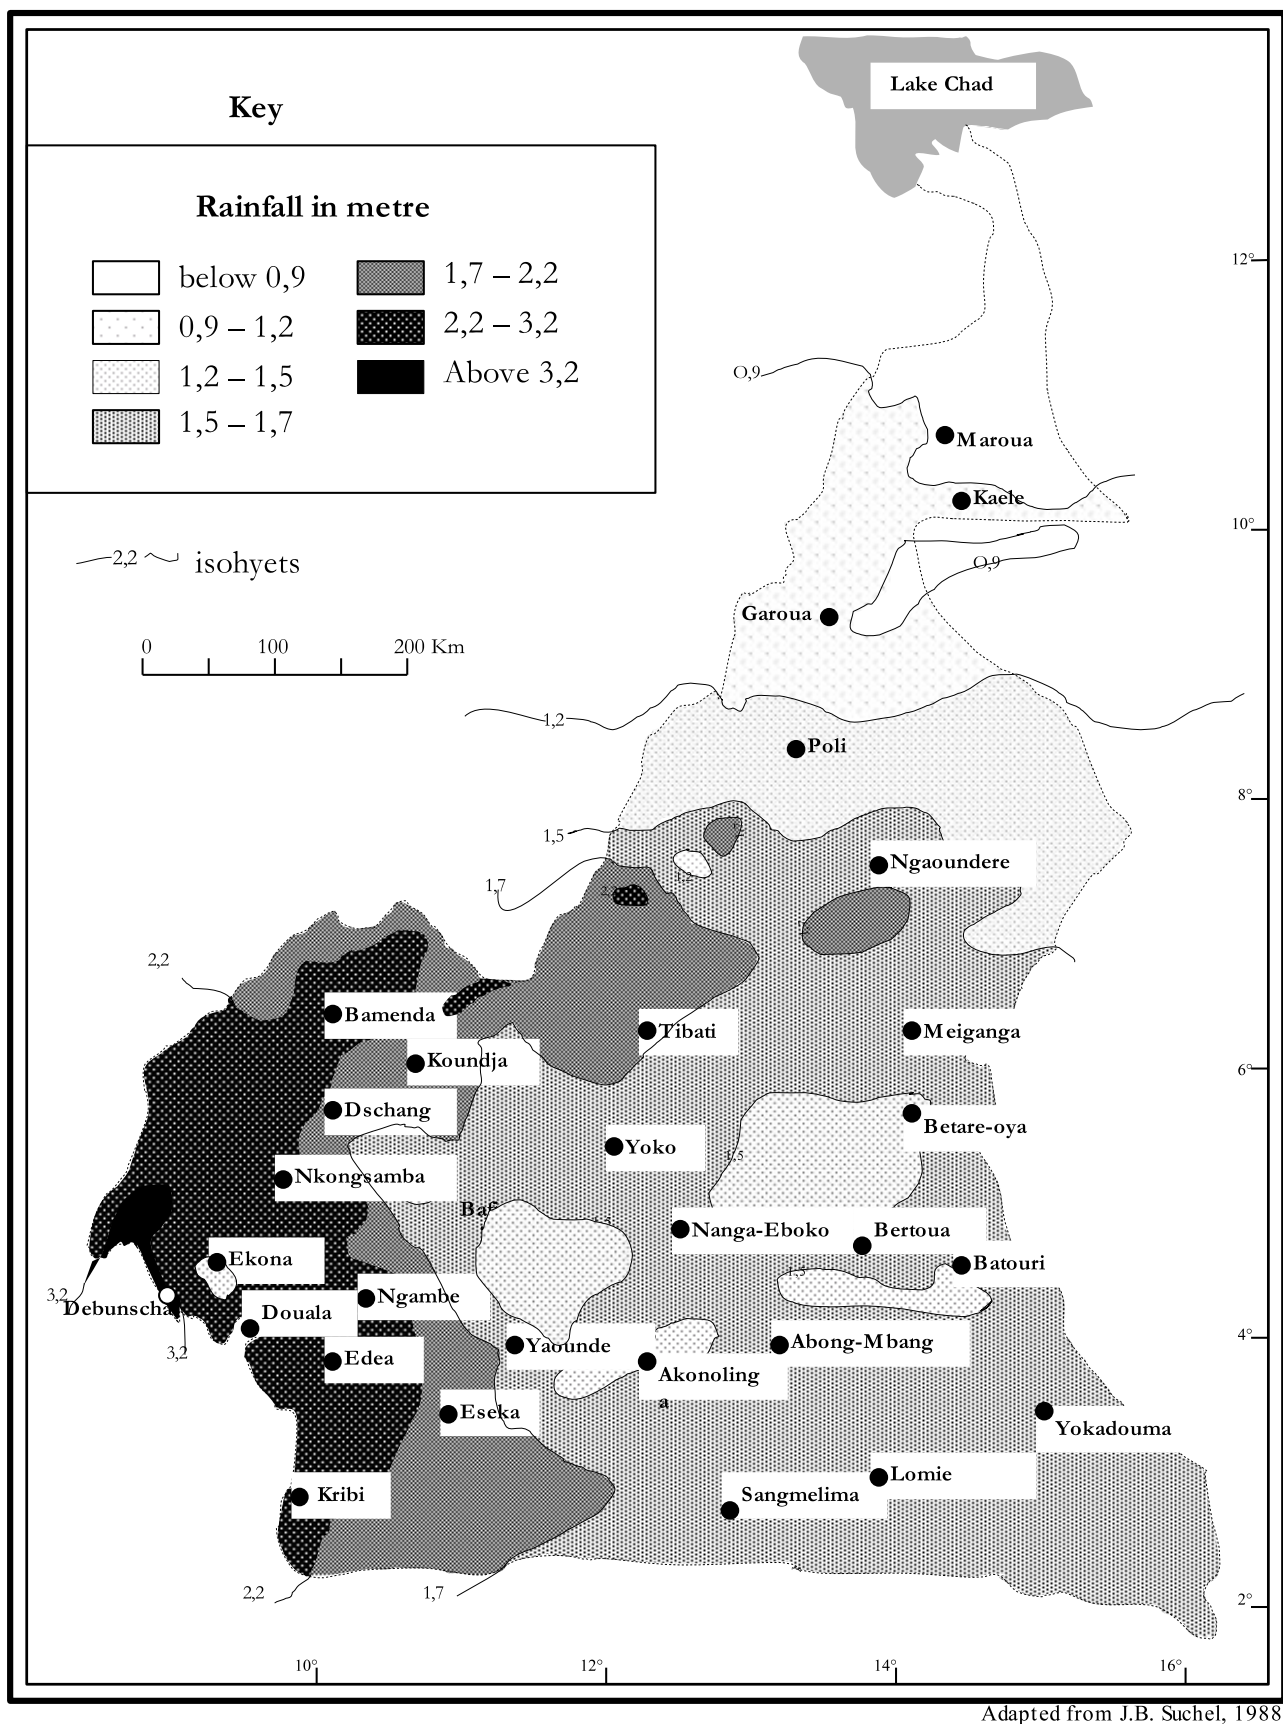 Lake Chad
Key
Rainfall in metre
below 0,9
1,7 – 2,2
0,9 – 1,2
2,2 – 3,2
1,2 – 1,5
Above 3,2
1,5 – 1,7
12°
O,9
Maroua
Kaele
10°
2,2
isohyets
O,9
Garoua
0 100 200 Km
1,2
Poli
8°
1,5
Ngaoundere
1,2
1,7
2,2
Bamenda
Tibati
Meiganga
Koundja
6°
Dschang
Betare-oya
Yoko
1,5
Nkongsamba
Nanga-Eboko
Bertoua
Ekona
Batouri
1,5
3,2
Debunscha
Ngambe
Douala
4°
3,2
Edea
Yaounde
Abong-Mbang
Akonoling
a
Eseka
Yokadouma
Lomie
Kribi
Sangmelima
2,2
1,7
2°
10°
12°
14°
16°
Adapted from J.B. Suchel, 1988